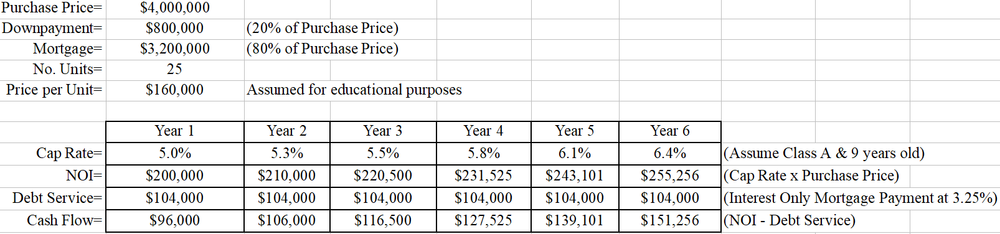 Purchase Price= $4,000,000
Downpayment= $800,000 (20% of Purchase Price)
Mortgage= $3,200,000 (80% of Purchase Price)
No. Units= 25
Price per Unit= $160,000 Assumed for educational purposes
Year 1 Year 2 Year 3 Year 4 Year 5 Year 6
Cap Rate= 5.0% 5.3% 5.5% 5.8% 6.1% 6.4% (Assume Class A & 9 years old)
NOI= $200,000 $210,000 $220,500 $231,525 $243,101 $255,256 (Cap Rate x Purchase Price)
Debt Service= $104,000 $104,000 $104,000 $104,000 $104,000 $104,000 (Interest Only Mortgage Payment at 3.25%)
Cash Flow= $96,000 $106,000 $116,500 $127,525 $139,101 $151,256 (NOI - Debt Service)